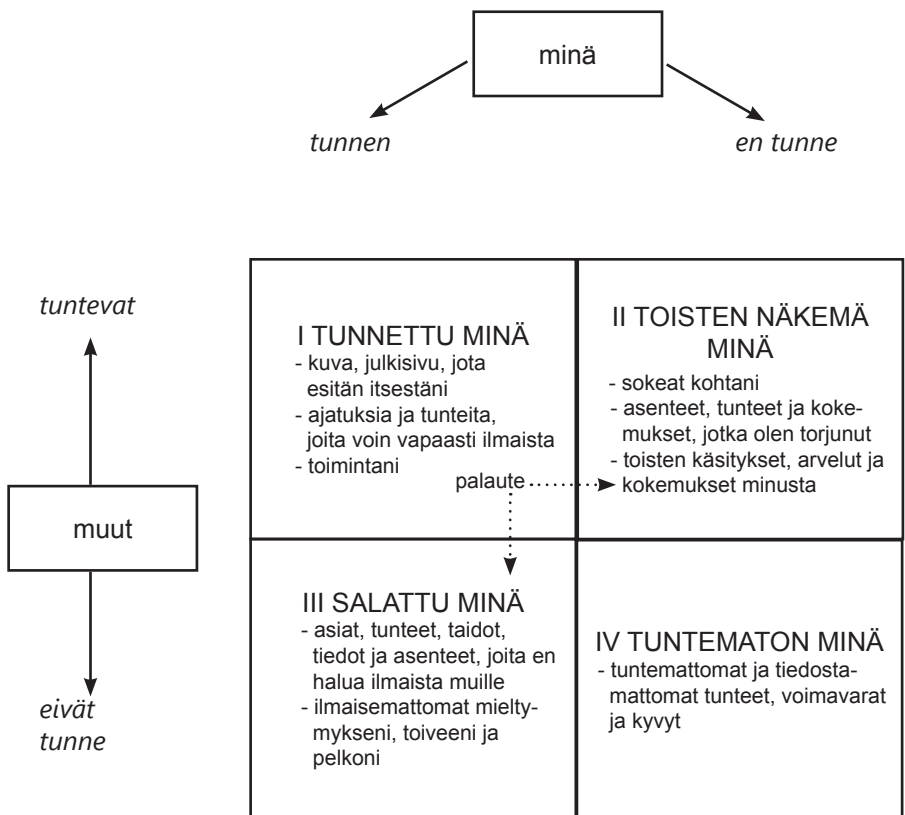 minä
tunnen
en tunne
tuntevat
muut
eivät
tunne
I TUNNETTU MINÄ
- kuva, julkisivu, jota
esitän itsestäni
- ajatuksia ja tunteita,
joita voin vapaasti ilmaista
- toimintani
palaute
II TOISTEN NÄKEMÄ
MINÄ
- sokeat kohtani
- asenteet, tunteet ja koke-
mukset, jotka olen torjunut
- toisten käsitykset, arvelut ja
kokemukset minusta
III SALATTU MINÄ
- asiat, tunteet, taidot,
tiedot ja asenteet, joita en
halua ilmaista muille
- ilmaisemattomat mielty-
mykseni, toiveeni ja
pelkoni
IV TUNTEMATON MINÄ
- tuntemattomat ja tiedosta-
mattomat tunteet, voimavarat
ja kyvyt